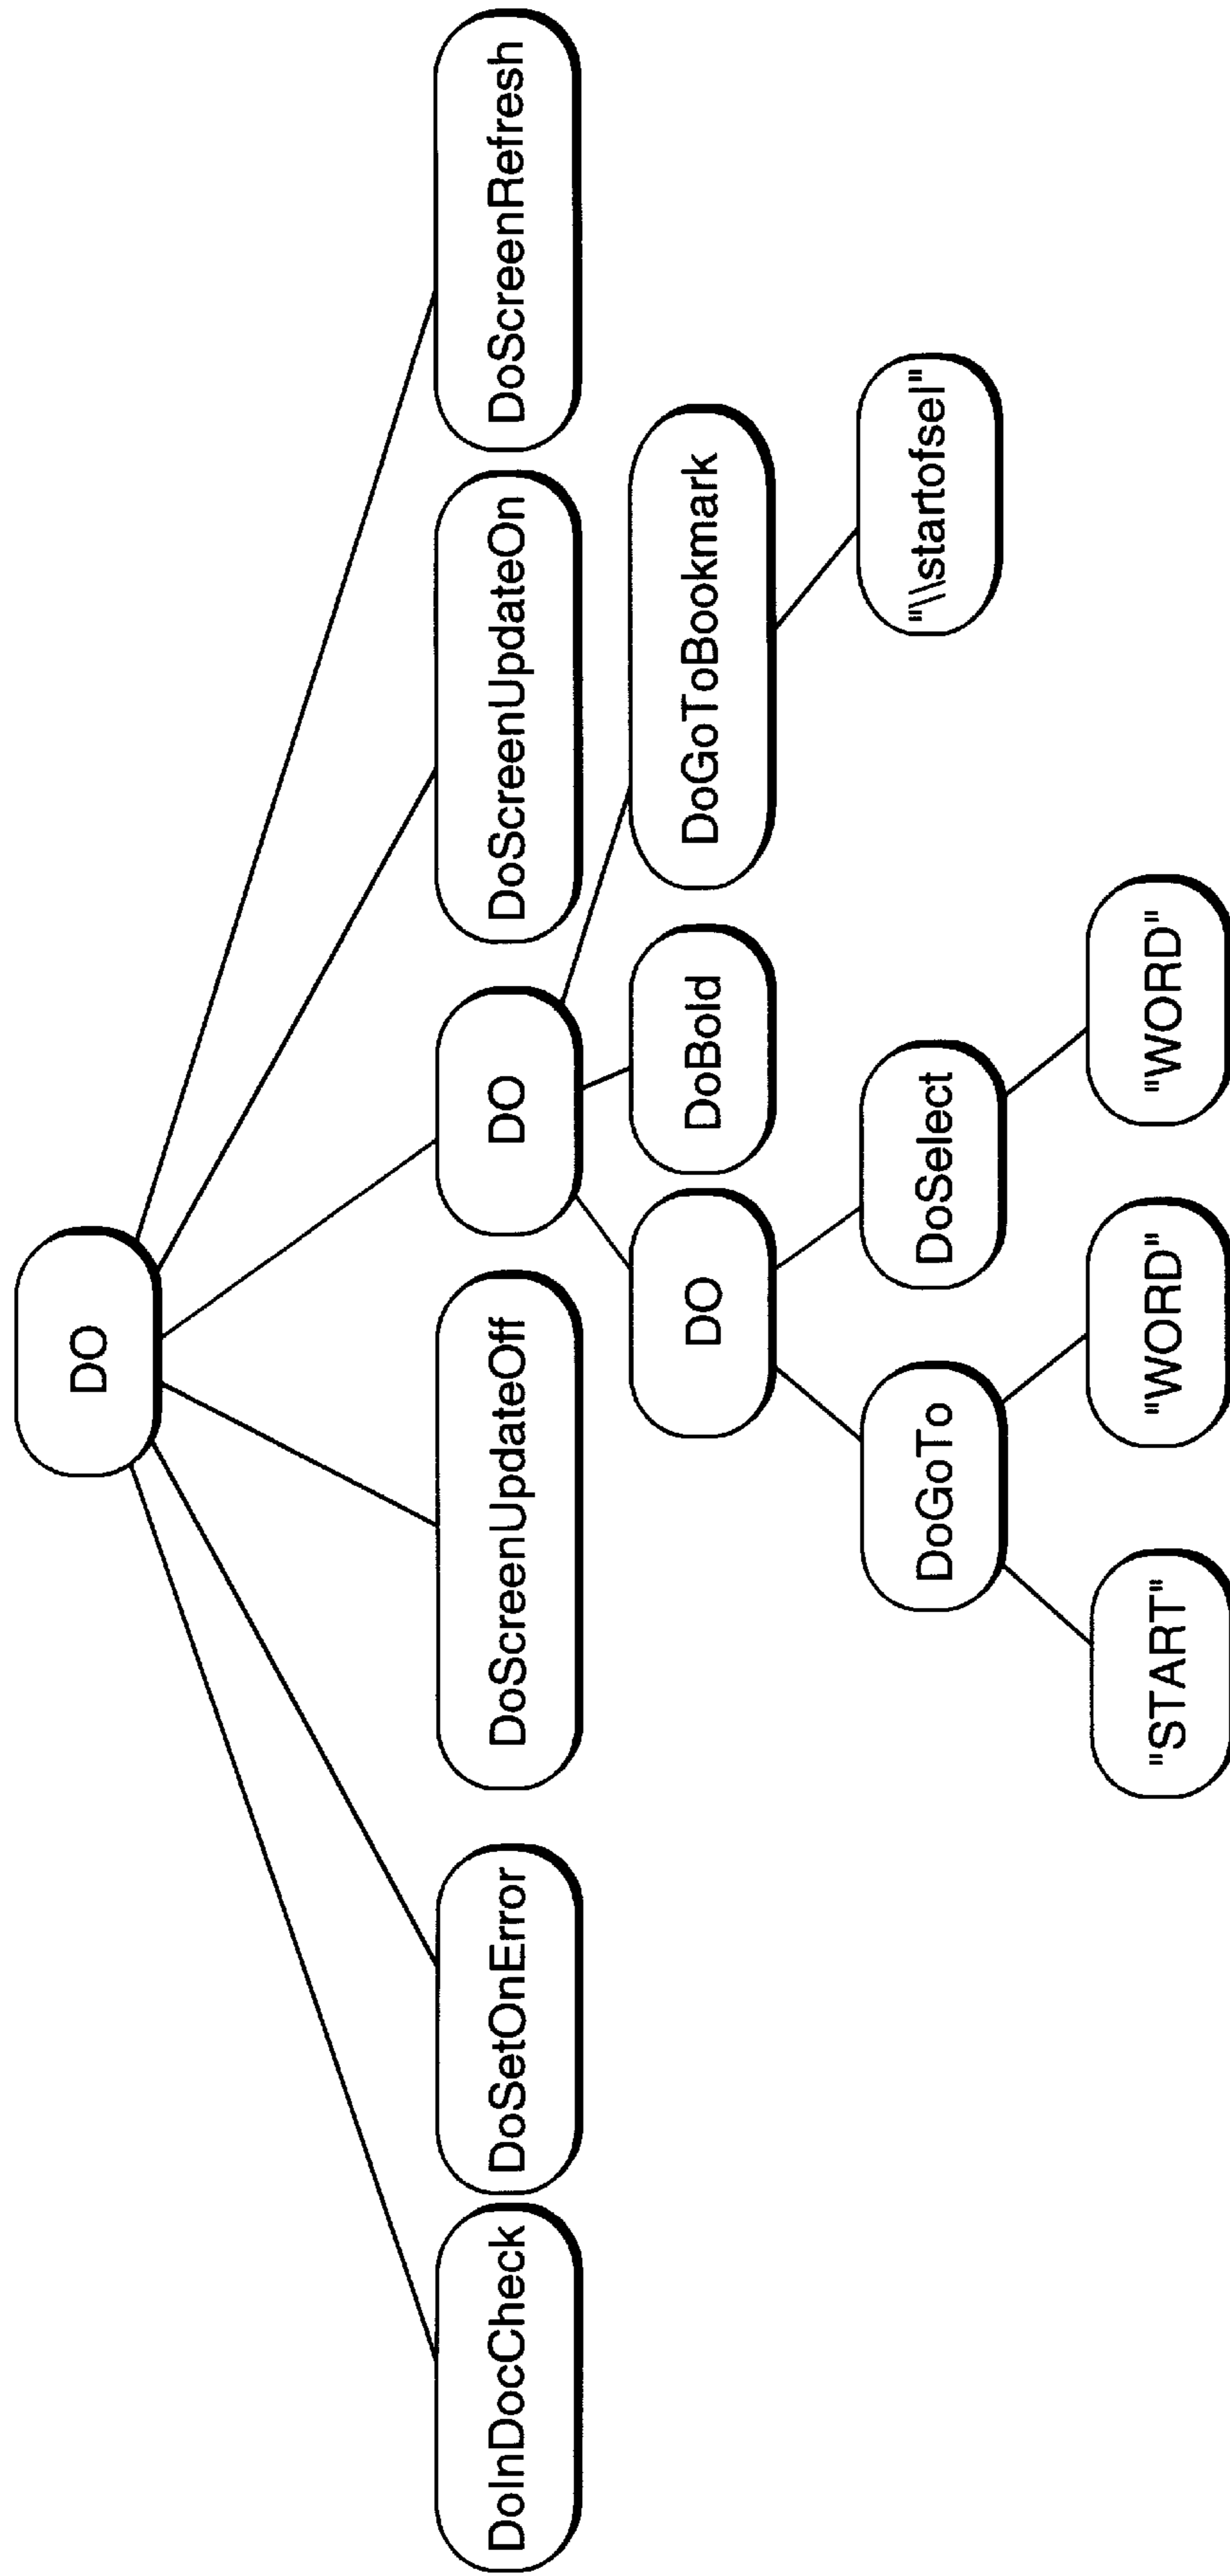 DO
DoInDocCheck
DoSetOnError
DoScreenUpdateOff
DO
DoScreenUpdateOn
DoScreenRefresh
DO
DoBold
DoGoToBookmark
DoGoTo
DoSelect
"\\startofsel"
"START"
"WORD"
"WORD"